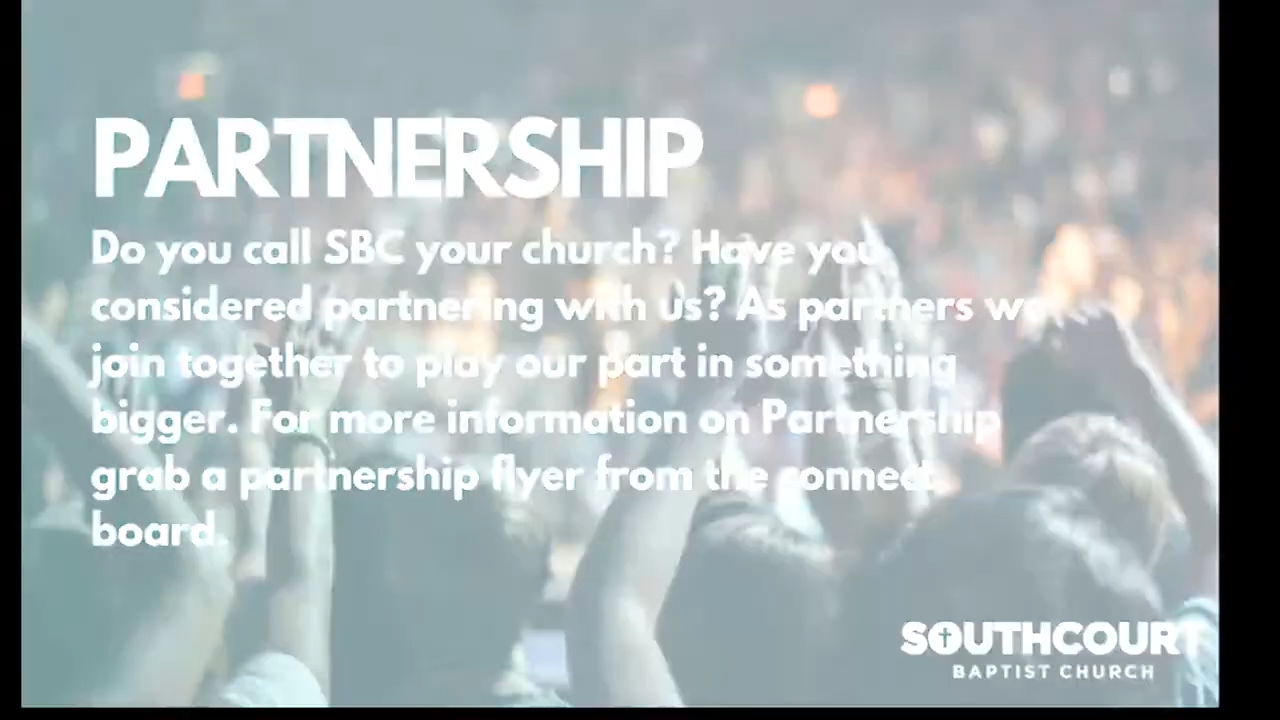 PARTNERSHIP
Do you call SBC your church? Have you
considered partnering with us? As partners we
join together to play our part in something
bigger. For more information on Partnership
grab a partnership flyer from the connect
board.
SOUTHCOURT
BAPTIST CHURCH